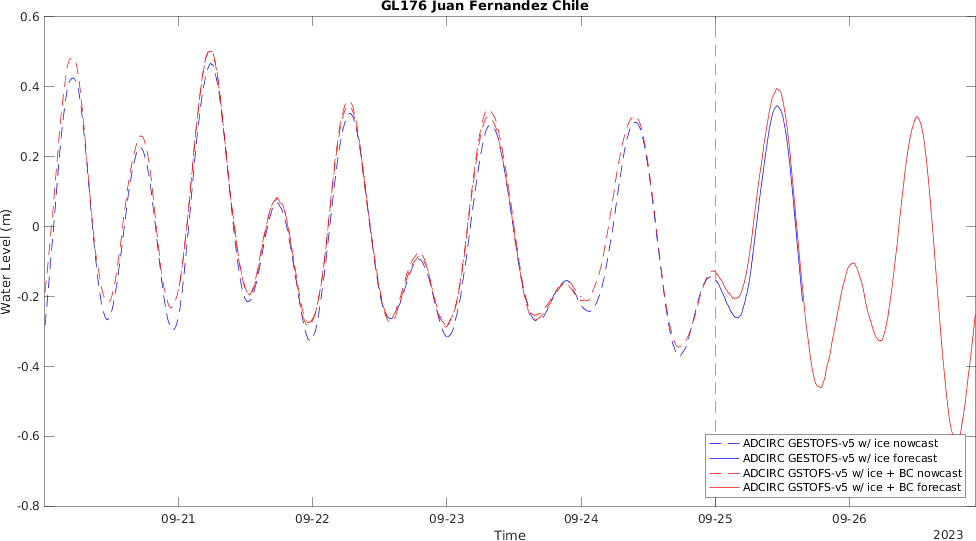 GL176 Juan Fernandez Chile
0.6
0.4
0.2
0
-0.2
-0.4
-0.6
-0.8
Water Level (m)
ADCIRC GESTOFS-v5 w/ ice nowcast
ADCIRC GESTOFS-v5 w/ ice forecast
ADCIRC GSTOFS-v5 w/ ice + BC nowcast
ADCIRC GSTOFS-v5 w/ ice + BC forecast
09-21
09-22
09-23
09-24
09-25
09-26
Time
2023